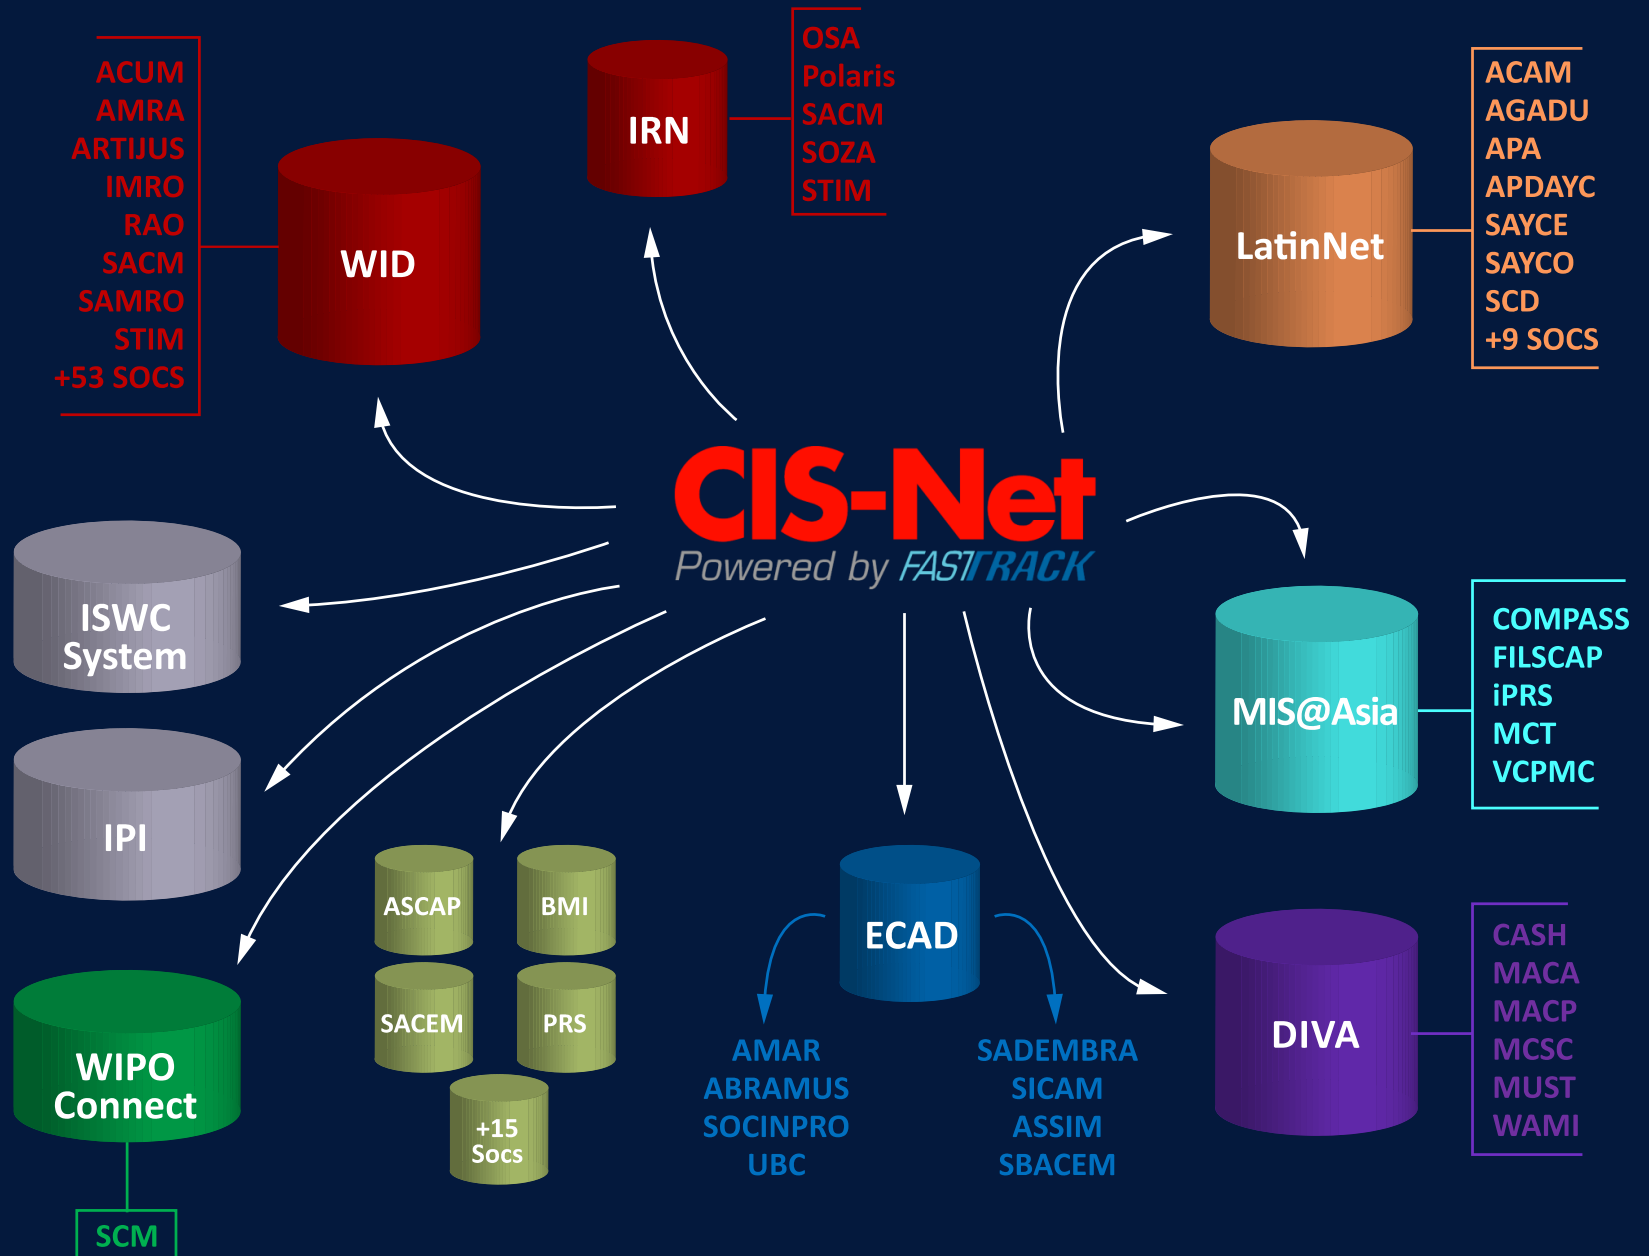 ACUM
AMRA
ARTIJUS
IMRO
RAO
SACM
SAMRO
STIM
+53 SOCS
WID
IRN
OSA
Polaris
SACM
SOZA
STIM
LatinNet
ACAM
AGADU
APA
APDAYC
SAYCE
SAYCO
SCD
+9 SOCS
CIS-Net
Powered by FASTTRACK
ISWC
System
IPI
WIPO
Connect
SCM
ASCAP
BMI
SACEM
PRS
+15
Socs
ECAD
AMAR
ABRAMUS
SOCINPRO
UBC
SADEMBRA
SICAM
ASSIM
SBACEM
MIS@Asia
COMPASS
FILSCAP
iPRS
MCT
VCPMC
DIVA
CASH
MACA
MACP
MCSC
MUST
WAMI